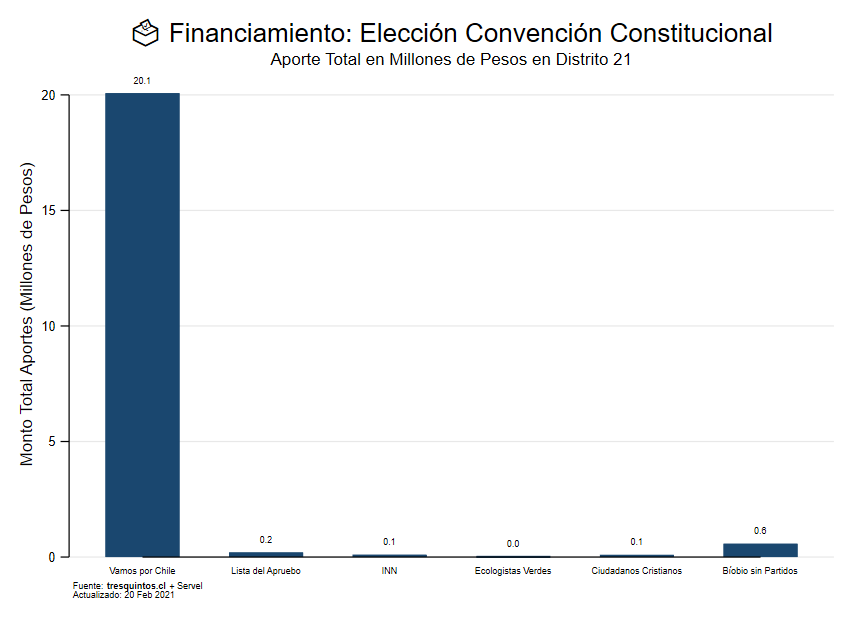 Financiamiento: Elección Convención Constitucional
Aporte Total en Millones de Pesos en Distrito 21
Monto Total Aportes (Millones de Pesos)
20
15
10
5
0
20.1
0.2
0.1
0.0
0.1
0.6
Vamos por Chile
Lista del Apruebo
INN
Ecologistas Verdes
Ciudadanos Cristianos
Bíobio sin Partidos
Fuente: tresquintos.cl + Servel
Actualizado: 20 Feb 2021